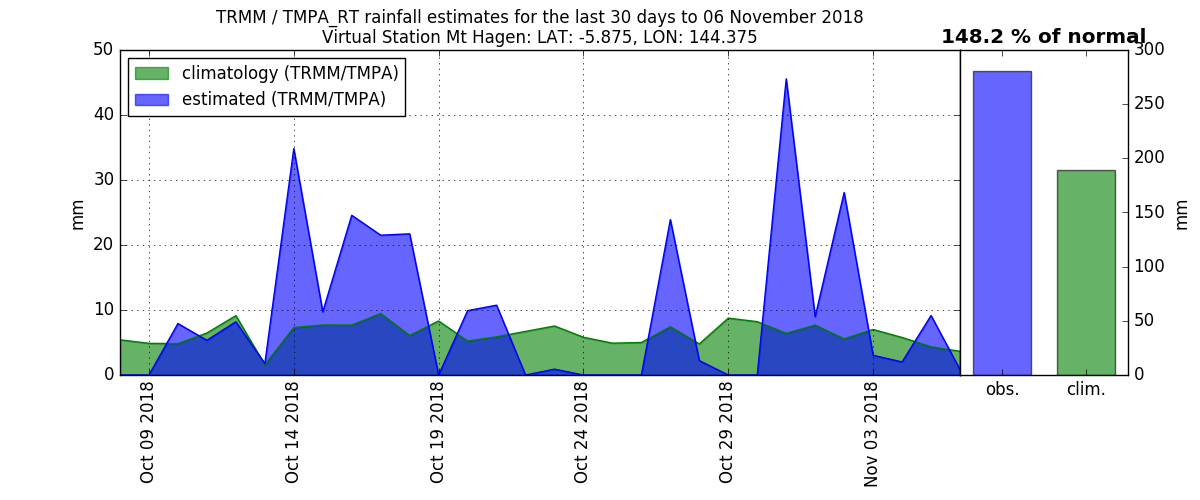 TRMM / TMPA_RT rainfall estimates for the last 30 days to 06 November 2018
Virtual Station Mt Hagen: LAT: -5.875, LON: 144.375
148.2 % of normal
climatology (TRMM/TMPA)
estimated (TRMM/TMPA)
50
40
30
20
10
0
mm
Oct 09 2018
Oct 14 2018
Oct 19 2018
Oct 24 2018
Oct 29 2018
Nov 03 2018
obs.
clim.
300
250
200
150
100
50
0
mm